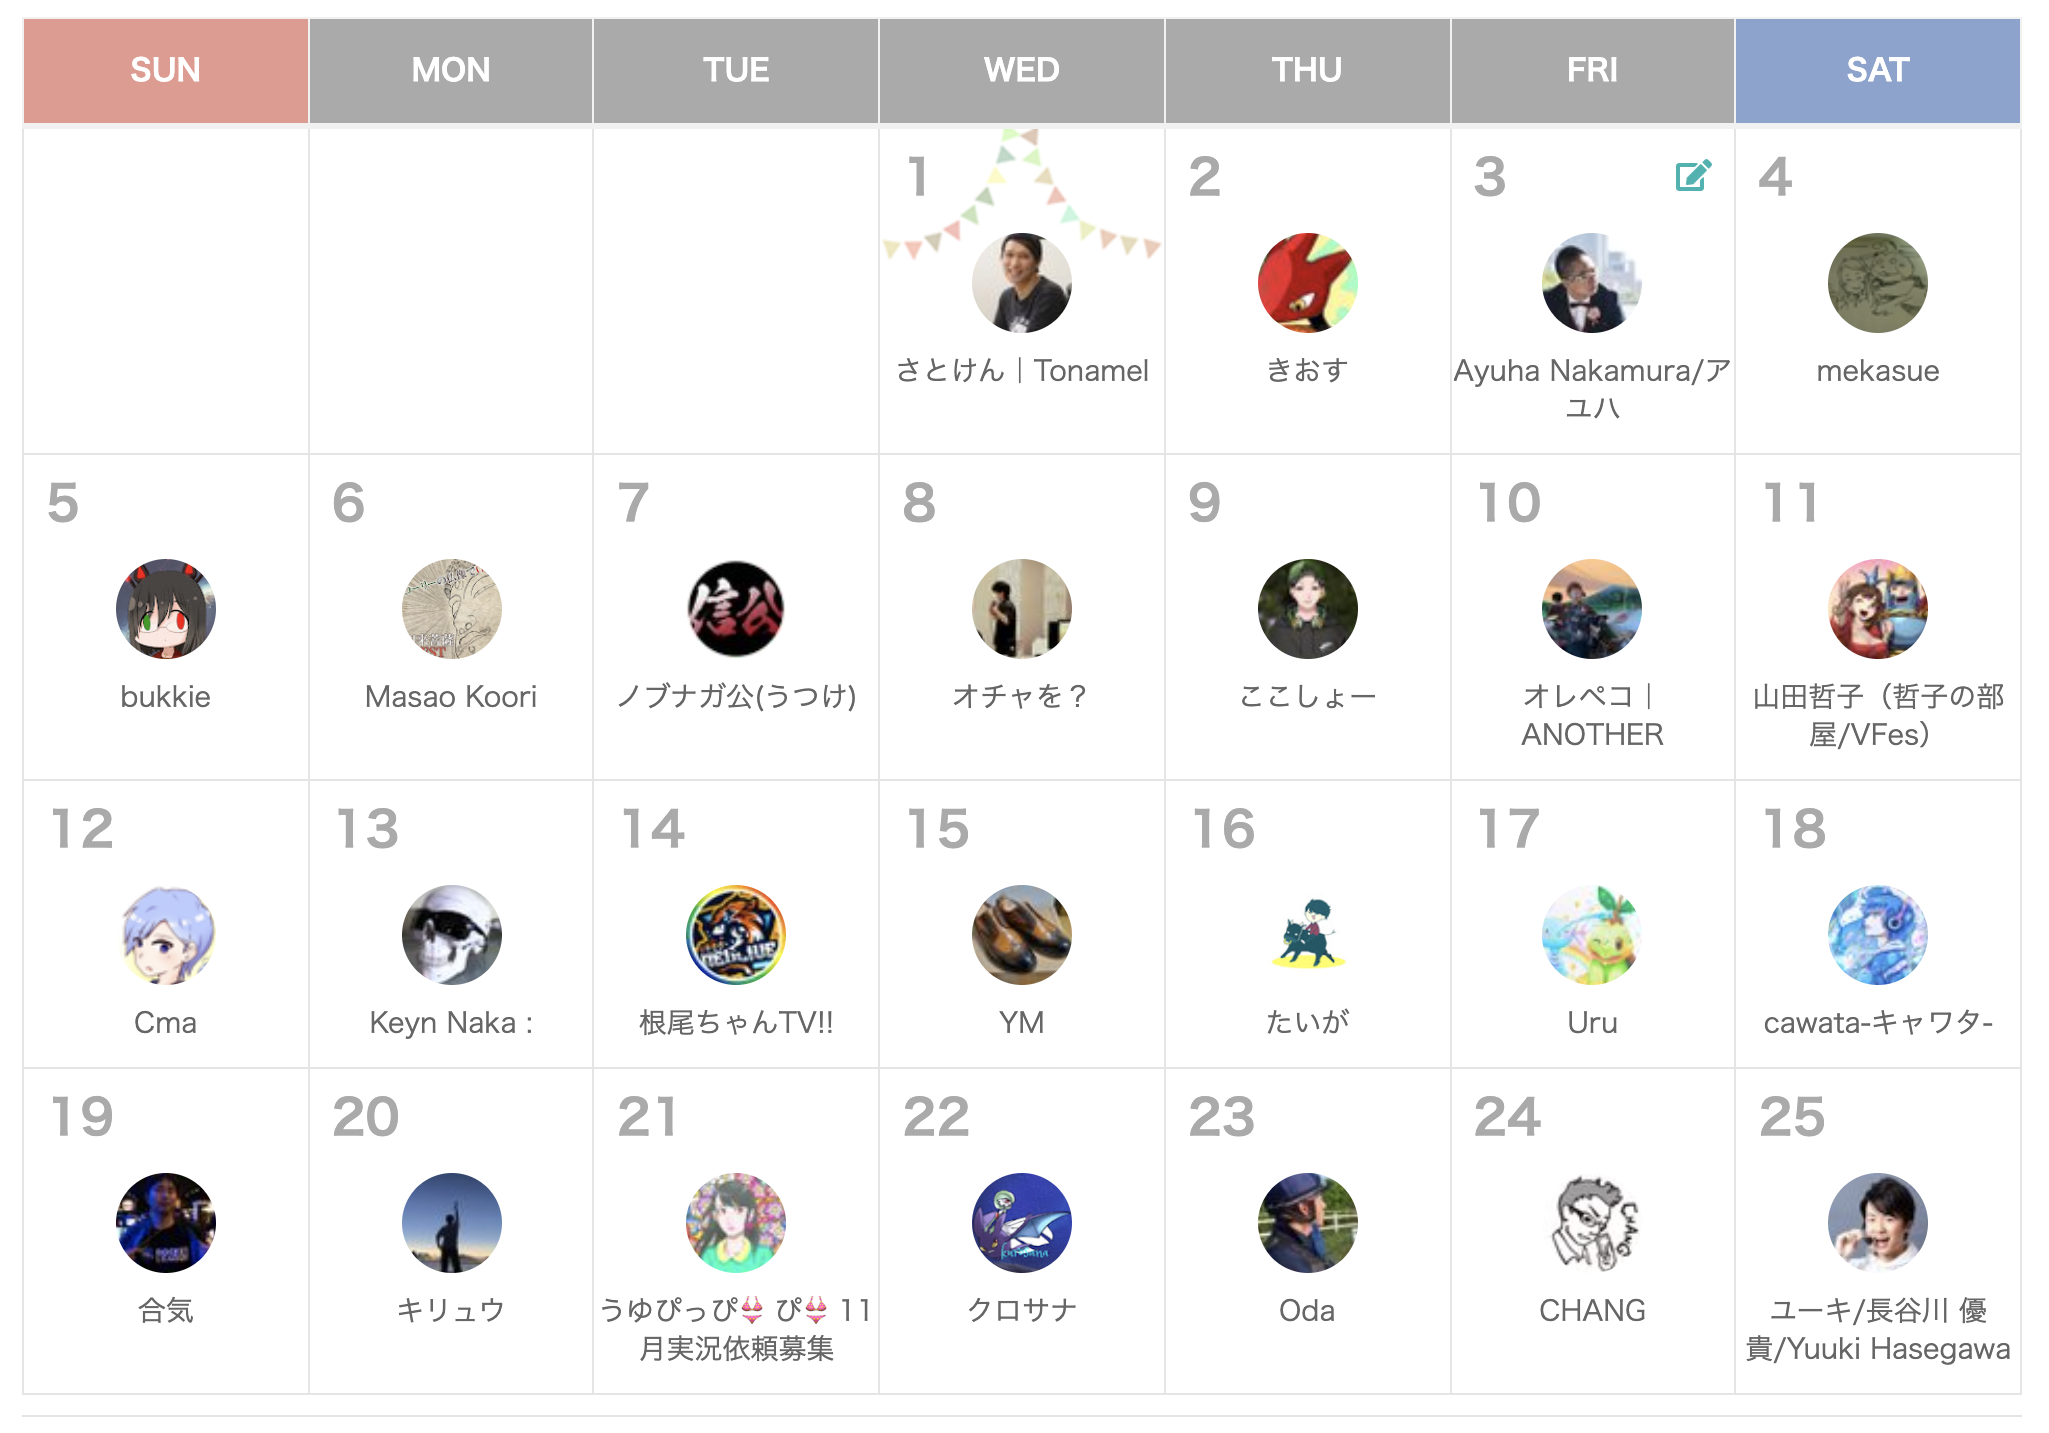 SUN MON TUE WED THU FRI SAT
1 2 3 4
さとけん｜Tonamel きおす Ayuha Nakamura/ア mekasue
ユハ
5 6 7 8 9 10 11
信公
bukkie Masao Koori ノブナガ公(うつけ) オチャを？ ここしょー オレペコ｜ 山田哲子（哲子の部
ANOTHER 屋/VFes）
12 13 14 15 16 17 18
Cma Keyn Naka : 根尾ちゃんTV!! YM たいが Uru cawata-キャワタ-
19 20 21 22 23 24 25
kurosana CHANG
合気 キリュウ うゆぴっぴ👙 ぴ👙 11 クロサナ Oda CHANG ユーキ/長谷川 優
月実況依頼募集 貴/Yuuki Hasegawa